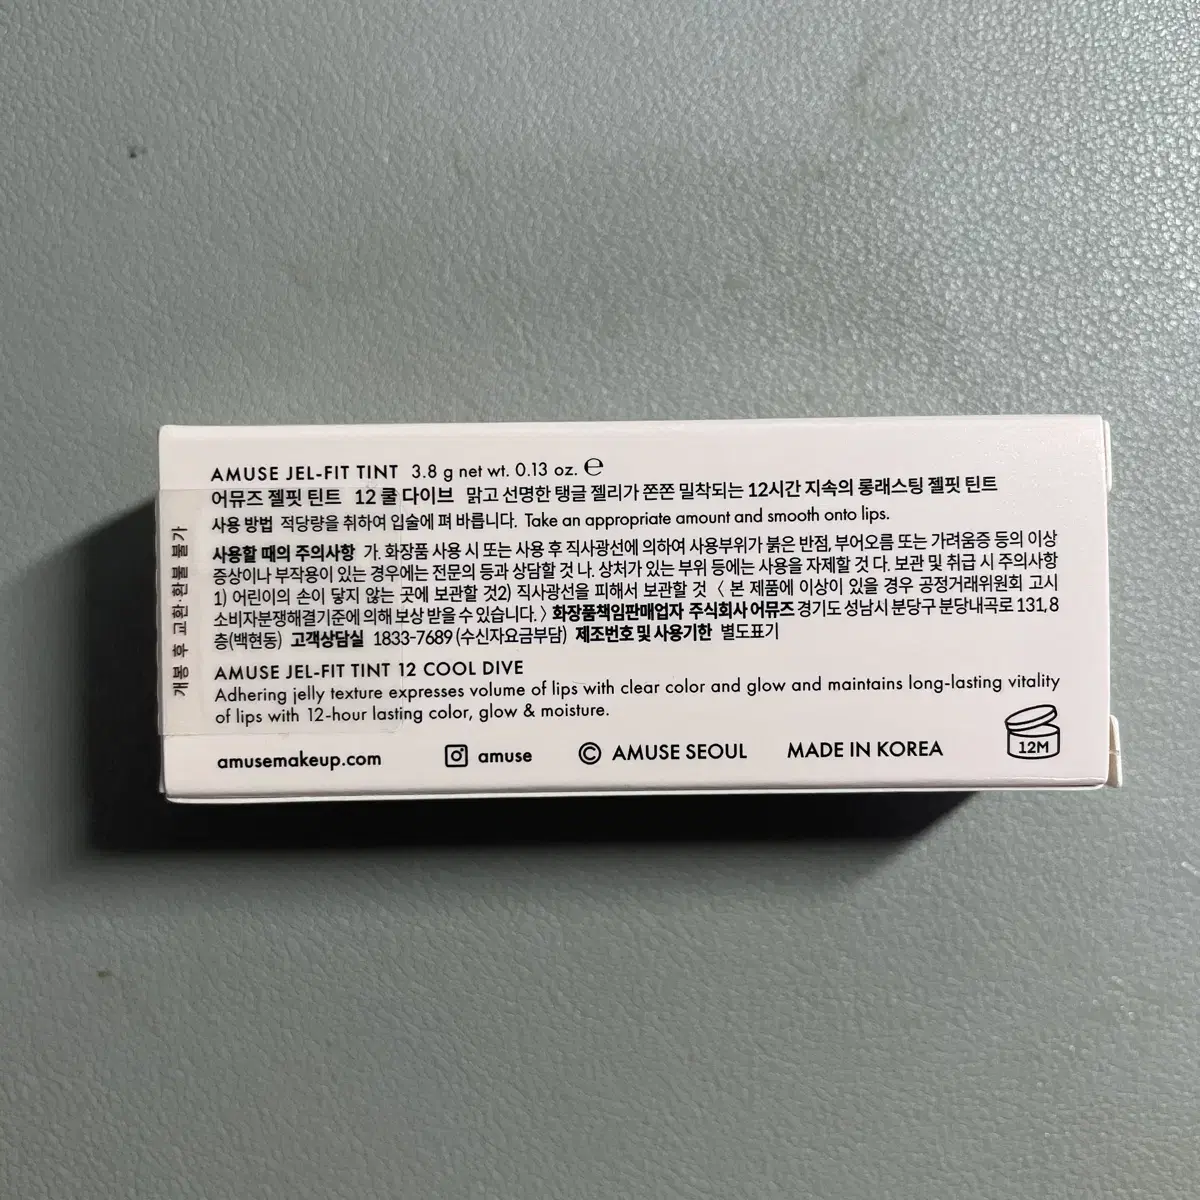 AMUSE JEL-FIT TINT 3.8 g net wt. 0.13 oz. ℮
어뮤즈 젤핏 틴트 12 쿨 다이브 맑고 선명한 탱글 젤리가 쫀쫀 밀착되는 12시간 지속의 롱래스팅 젤핏 틴트
사용 방법 적당량을 취하여 입술에 펴 바릅니다. Take an appropriate amount and smooth onto lips.
사용할 때의 주의사항 가. 화장품 사용 시 또는 사용 후 직사광선에 의하여 사용부위가 붉은 반점, 부어오름 또는 가려움증 등의 이상
증상이나 부작용이 있는 경우에는 전문의 등과 상담할 것 나. 상처가 있는 부위 등에는 사용을 자제할 것 다. 보관 및 취급 시 주의사항
1) 어린이의 손이 닿지 않는 곳에 보관할 것2) 직사광선을 피해서 보관할 것 〈 본 제품에 이상이 있을 경우 공정거래위원회 고시
소비자분쟁해결기준에 의해 보상 받을 수 있습니다. 〉 화장품책임판매업자 주식회사 어뮤즈 경기도 성남시 분당구 분당내곡로 131, 8
층(백현동) 고객상담실 1833-7689 (수신자요금부담) 제조번호 및 사용기한 별도표기
AMUSE JEL-FIT TINT 12 COOL DIVE
Adhering jelly texture expresses volume of lips with clear color and glow and maintains long-lasting vitality
of lips with 12-hour lasting color, glow & moisture.
amusemakeup.com amuse © AMUSE SEOUL MADE IN KOREA 12M
개봉 후 교환·환불 불가